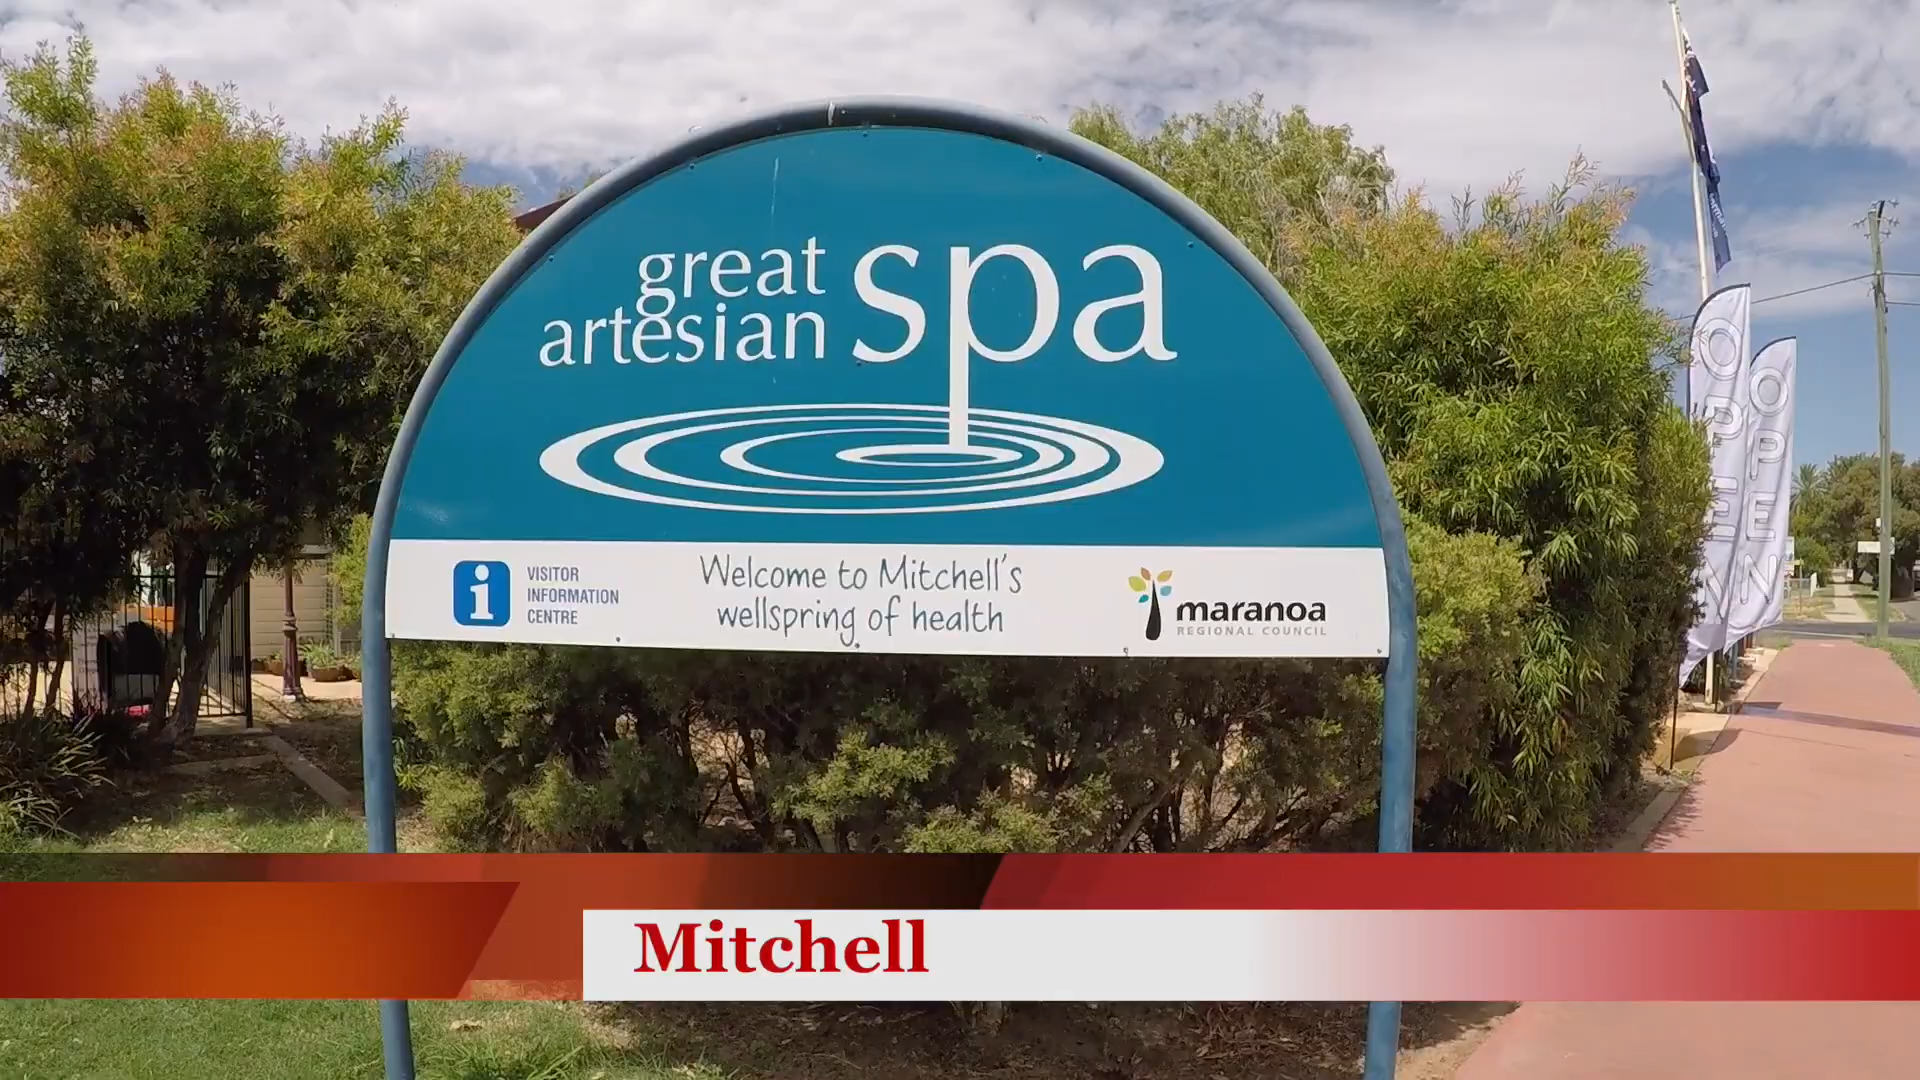 great
artesian
spa
i
VISITOR
INFORMATION
CENTRE
Welcome to Mitchell's
wellspring of health
maranoa
REGIONAL COUNCIL
OPEN
OPEN
Mitchell